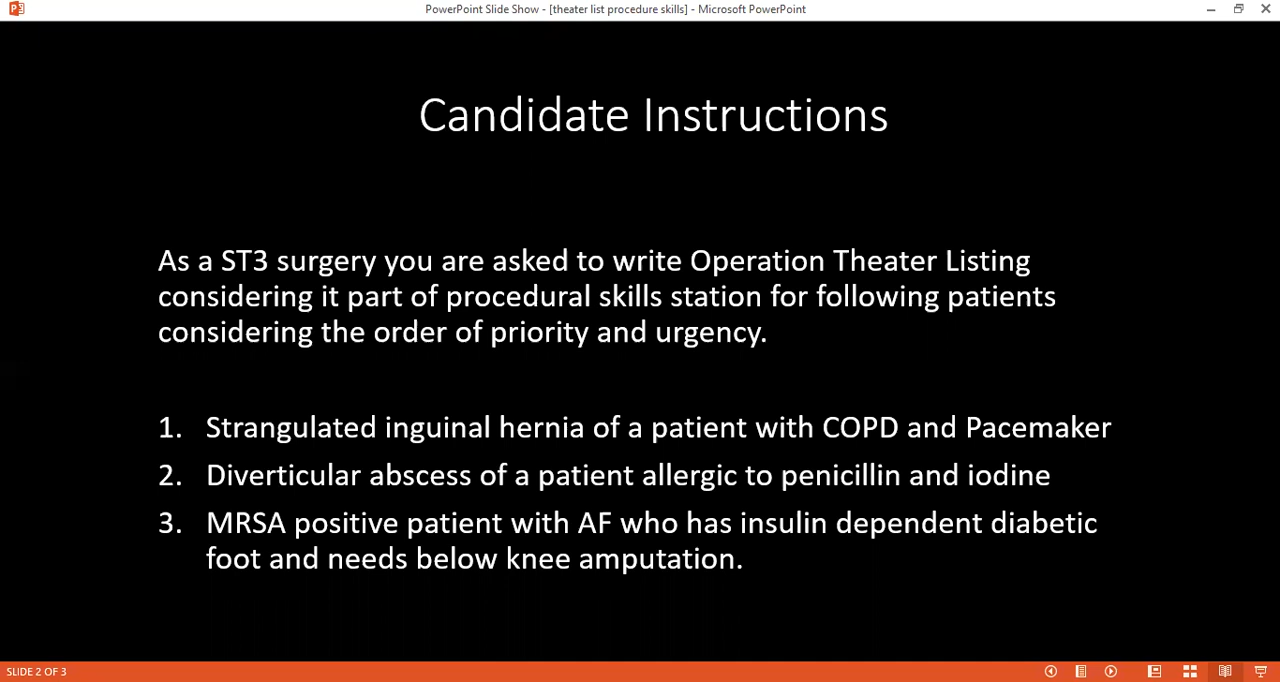 PowerPoint Slide Show - [theater list procedure skills] - Microsoft PowerPoint
Candidate Instructions
As a ST3 surgery you are asked to write Operation Theater Listing
considering it part of procedural skills station for following patients
considering the order of priority and urgency.
1. Strangulated inguinal hernia of a patient with COPD and Pacemaker
2. Diverticular abscess of a patient allergic to penicillin and iodine
3. MRSA positive patient with AF who has insulin dependent diabetic
foot and needs below knee amputation.
SLIDE 2 OF 3